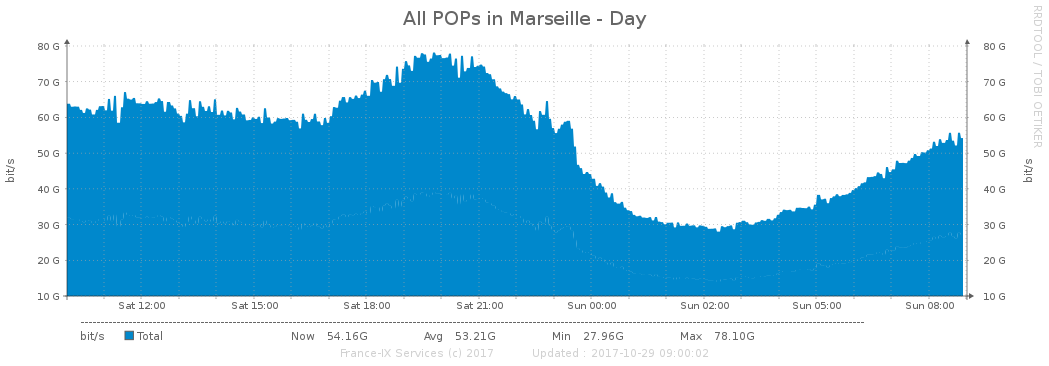 All POPs in Marseille - Day
RRDTOOL / TOBI OETIKER
bit/s
80 G
70 G
60 G
50 G
40 G
30 G
20 G
10 G
80 G
70 G
60 G
50 G
40 G
30 G
20 G
10 G
bit/s
Sat 12:00 Sat 15:00 Sat 18:00 Sat 21:00 Sun 00:00 Sun 02:00 Sun 05:00 Sun 08:00
bit/s Total Now 54.16G Avg 53.21G Min 27.96G Max 78.10G
France-IX Services (c) 2017 Updated : 2017-10-29 09:00:02